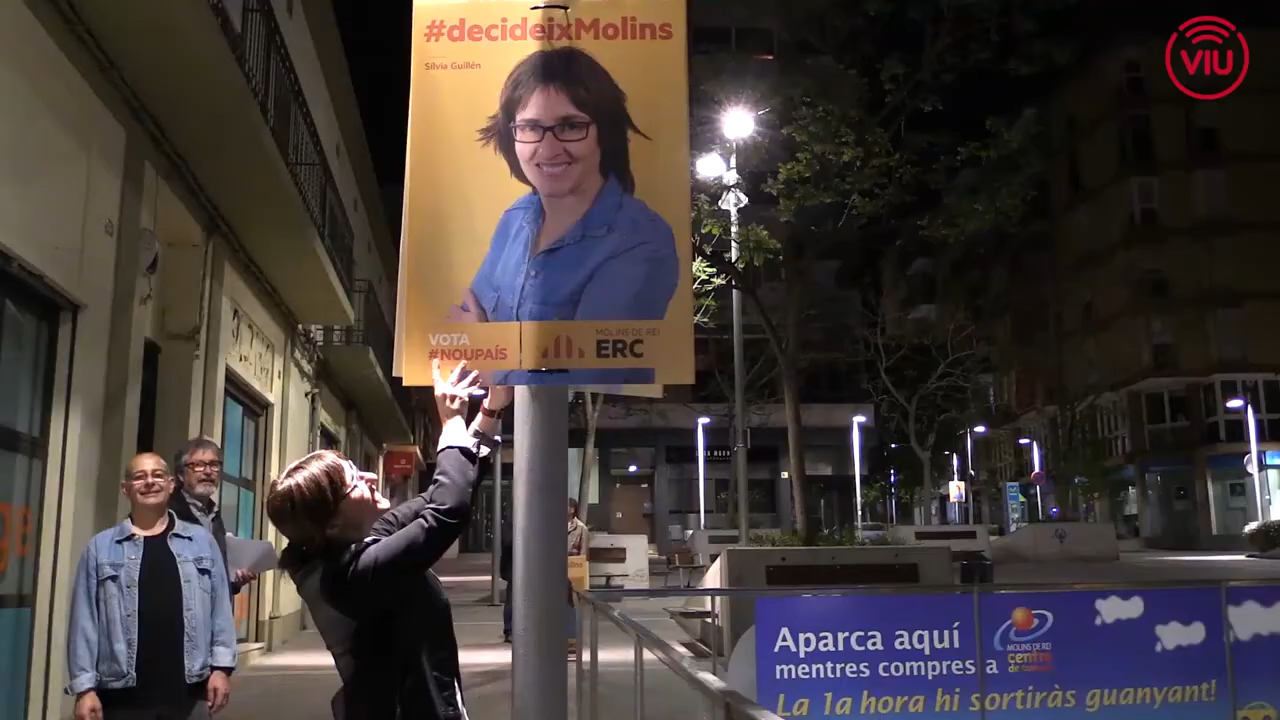 #decideixMolins
Sílvia Guillén
VOTA
#NOUPAÍS
MOLINS DE REI
ERC
VIU
Aparca aquí
mentres compres a
MOLINS DE REI
centre
La 1a hora hi sortiràs guanyant!